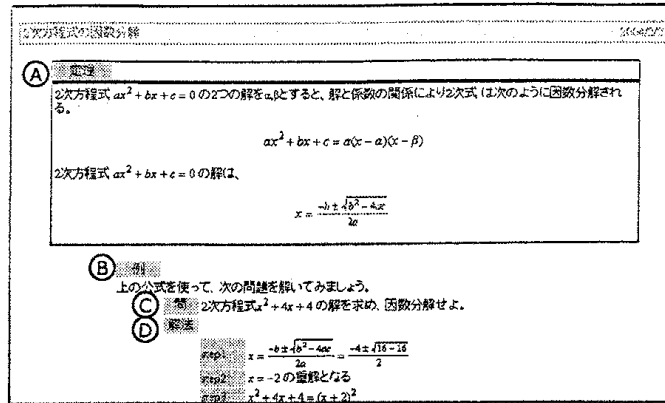 2次方程式の因数分解
Ⓐ 定理
2次方程式 ax² + bx + c = 0 の2つの解をα,βとすると、解と係数の関係により2次式 は次のように因数分解され
る。
ax² + bx + c = a(x − α)(x − β)
2次方程式 ax² + bx + c = 0 の解は、
x = (−b ± √(b² − 4ac)) / 2a
Ⓑ 例
上の公式を使って、次の問題を解いてみましょう。
Ⓒ 問 2次方程式x² + 4x + 4 の解を求め、因数分解せよ。
Ⓓ 解法
step1 x = (−b ± √(b² − 4ac)) / 2a = (−4 ± √(16 − 16)) / 2
step2 x = −2 の重解となる
step3 x² + 4x + 4 = (x + 2)²